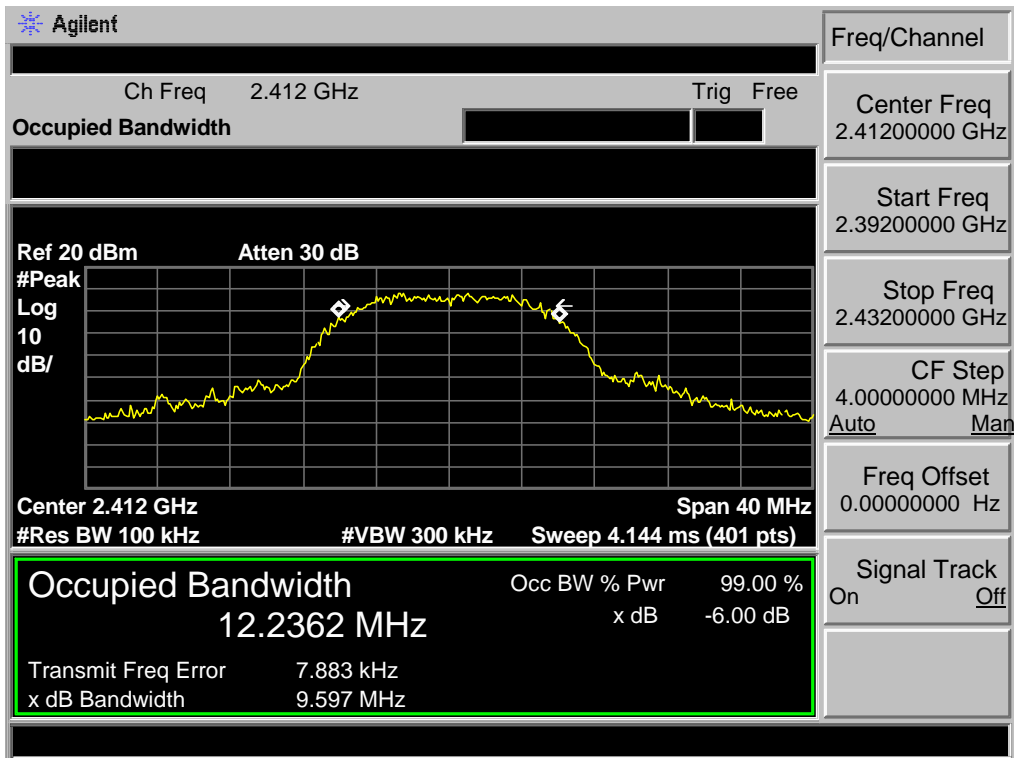 Agilent
Freq/Channel
Ch Freq 2.412 GHz Trig Free
Occupied Bandwidth
Center Freq
2.41200000 GHz
Start Freq
2.39200000 GHz
Stop Freq
2.43200000 GHz
CF Step
4.00000000 MHz
Auto Man
Freq Offset
0.00000000 Hz
Signal Track
On Off
Ref 20 dBm Atten 30 dB
#Peak
Log
10
dB/
Center 2.412 GHz Span 40 MHz
#Res BW 100 kHz #VBW 300 kHz Sweep 4.144 ms (401 pts)
Occupied Bandwidth
12.2362 MHz
Occ BW % Pwr 99.00 %
x dB -6.00 dB
Transmit Freq Error 7.883 kHz
x dB Bandwidth 9.597 MHz